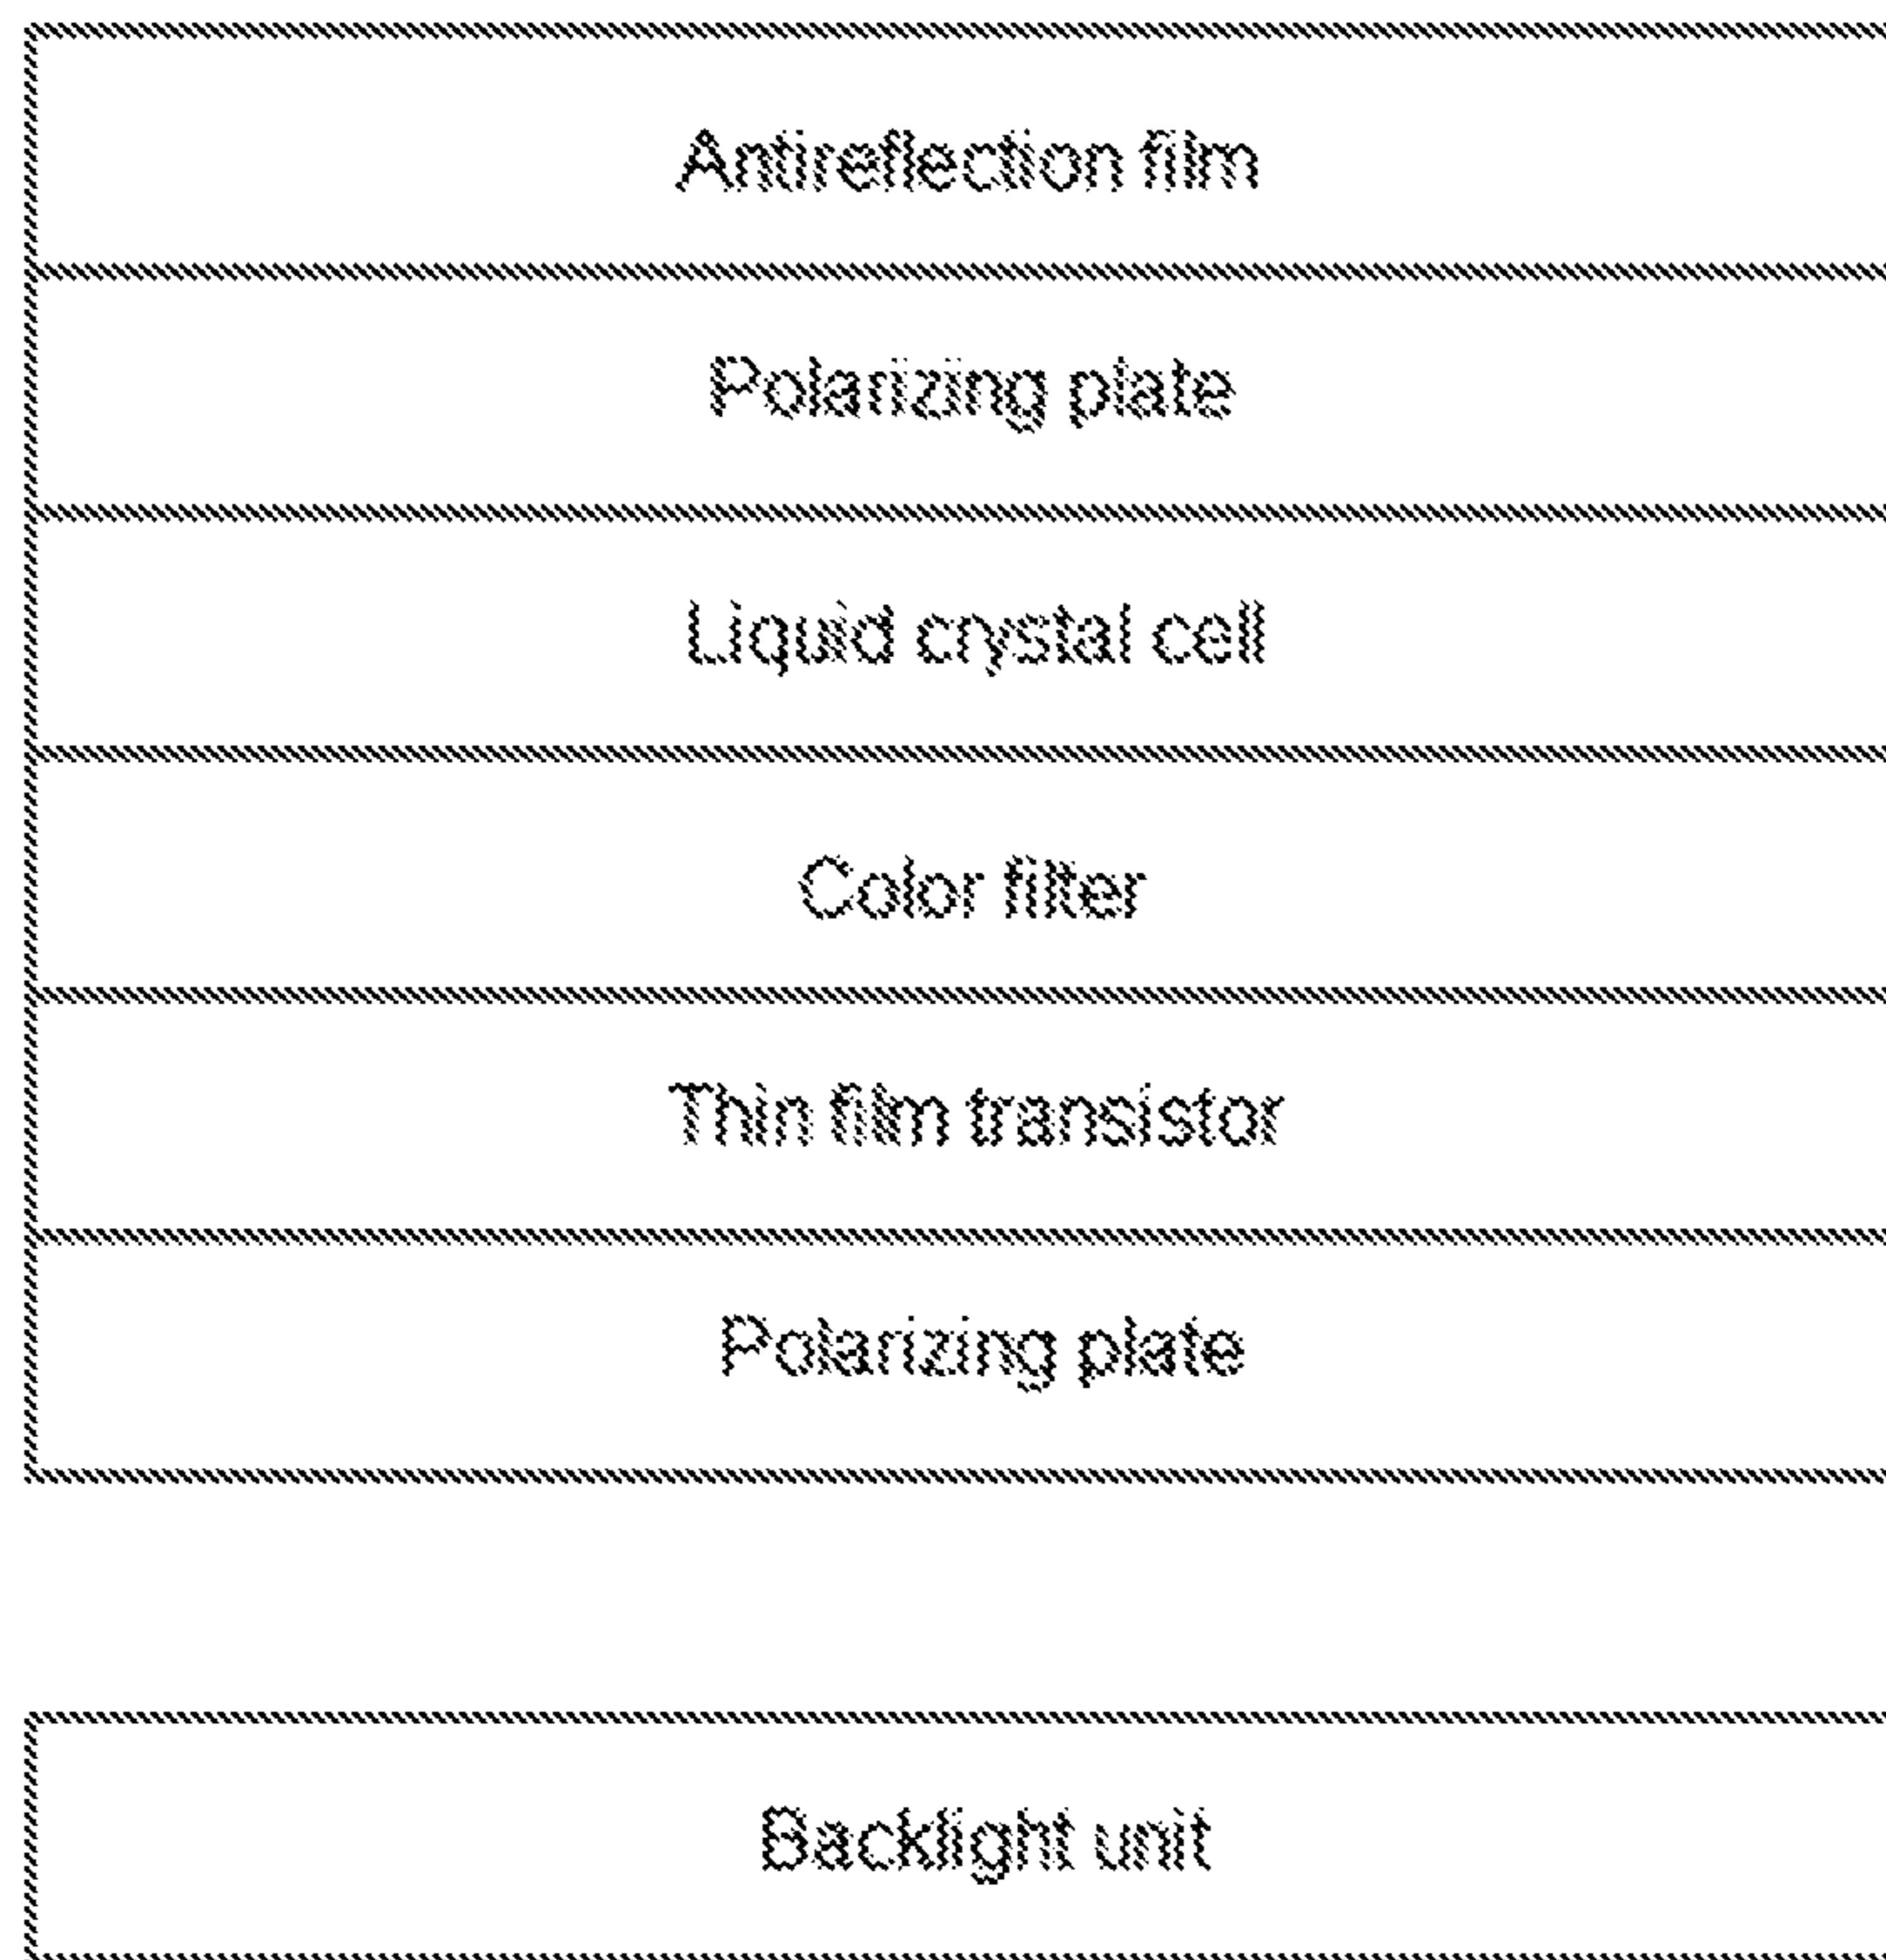 Antireflection film
Polarizing plate
Liquid crystal cell
Color filter
Thin film transistor
Polarizing plate
Backlight unit